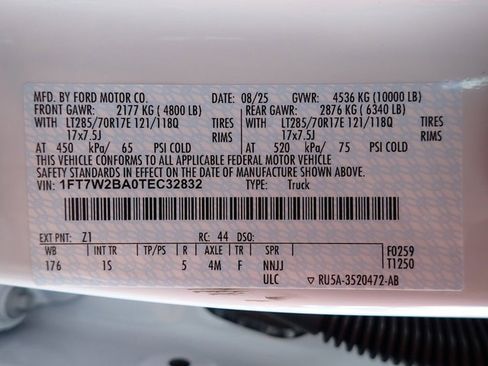 MFD. BY FORD MOTOR CO. DATE: 08/25 GVWR: 4536 KG (10000 LB)
FRONT GAWR: 2177 KG ( 4800 LB) REAR GAWR: 2876 KG ( 6340 LB)
WITH LT285/70R17E 121/118Q TIRES WITH LT285/70R17E 121/118Q TIRES
17x7.5J RIMS 17x7.5J RIMS
AT 450 kPa/ 65 PSI COLD AT 520 kPa/ 75 PSI COLD
THIS VEHICLE CONFORMS TO ALL APPLICABLE FEDERAL MOTOR VEHICLE
SAFETY STANDARDS IN EFFECT ON THE DATE OF MANUFACTURE SHOWN ABOVE.
VIN: 1FT7W2BA0TEC32832 TYPE: Truck
EXT PNT: Z1 RC: 44 DSO:
WB INT TR TP/PS R AXLE TR SPR F0259
176 1S 5 4M F NNJJ T1250
ULC RU5A-3520472-AB